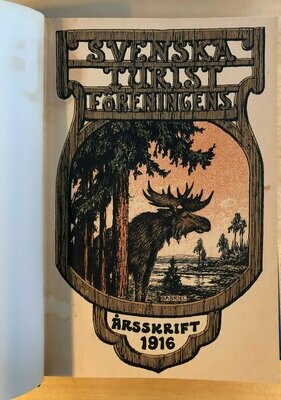 SVENSKA
TURIST
FÖRENINGENS
ÅRSSKRIFT
1916